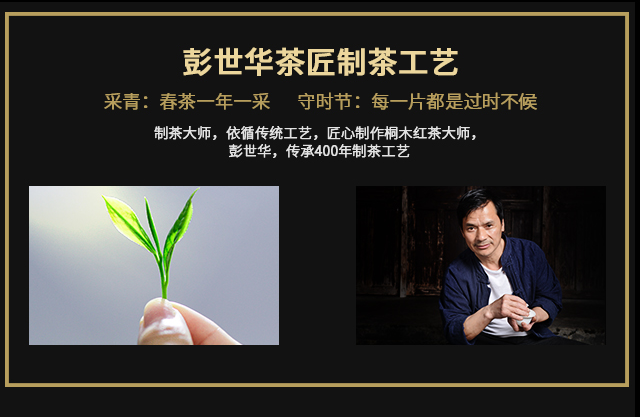 彭世华茶匠制茶工艺
采青：春茶一年一采 守时节：每一片都是过时不候
制茶大师，依循传统工艺，匠心制作桐木红茶大师，
彭世华，传承400年制茶工艺